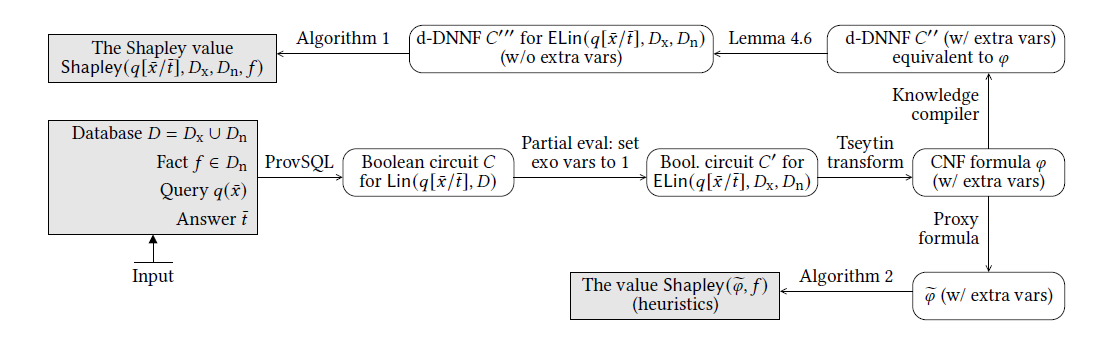 The Shapley value
Shapley(q[x̄/t̄], Dₓ, Dₙ, f)
Algorithm 1
d-DNNF C′′′ for ELin(q[x̄/t̄], Dₓ, Dₙ)
(w/o extra vars)
Lemma 4.6
d-DNNF C′′ (w/ extra vars)
equivalent to φ
Knowledge
compiler
Database D = Dₓ ∪ Dₙ
Fact f ∈ Dₙ
Query q(x̄)
Answer t̄
Input
ProvSQL
Boolean circuit C
for Lin(q[x̄/t̄], D)
Partial eval: set
exo vars to 1
Bool. circuit C′ for
ELin(q[x̄/t̄], Dₓ, Dₙ)
Tseytin
transform
CNF formula φ
(w/ extra vars)
Proxy
formula
φ̃ (w/ extra vars)
Algorithm 2
The value Shapley(φ̃, f)
(heuristics)